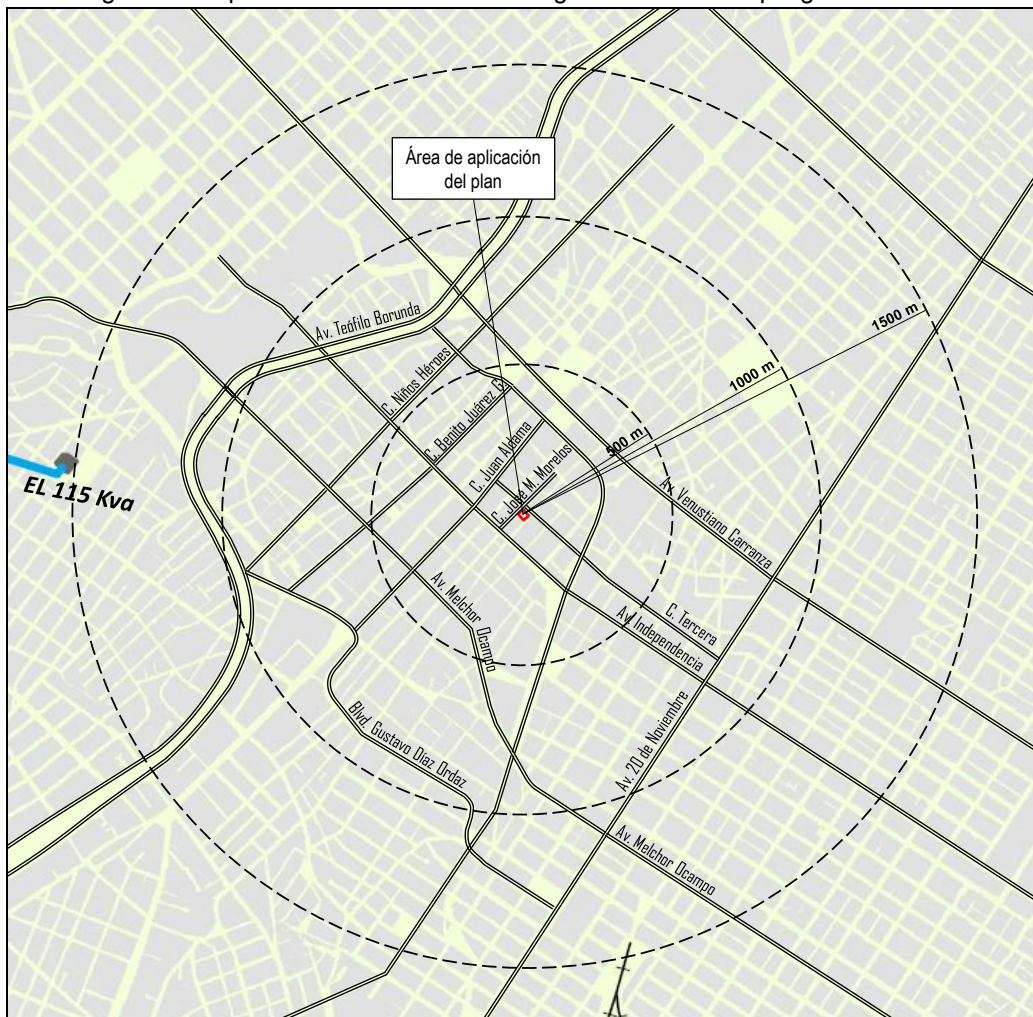 Área de aplicación
del plan
Av. Teófilo Borunda
C. Niños Héroes
C. Benito Juárez G.
C. Juan Aldama
C. José M. Morelos
500 m
1000 m
1500 m
EL 115 Kva
Av. Venustiano Carranza
Av. Melchor Ocampo
C. Tercera
Av. Independencia
Av. 20 de Noviembre
Blvd. Gustavo Díaz Ordaz
Av. Melchor Ocampo